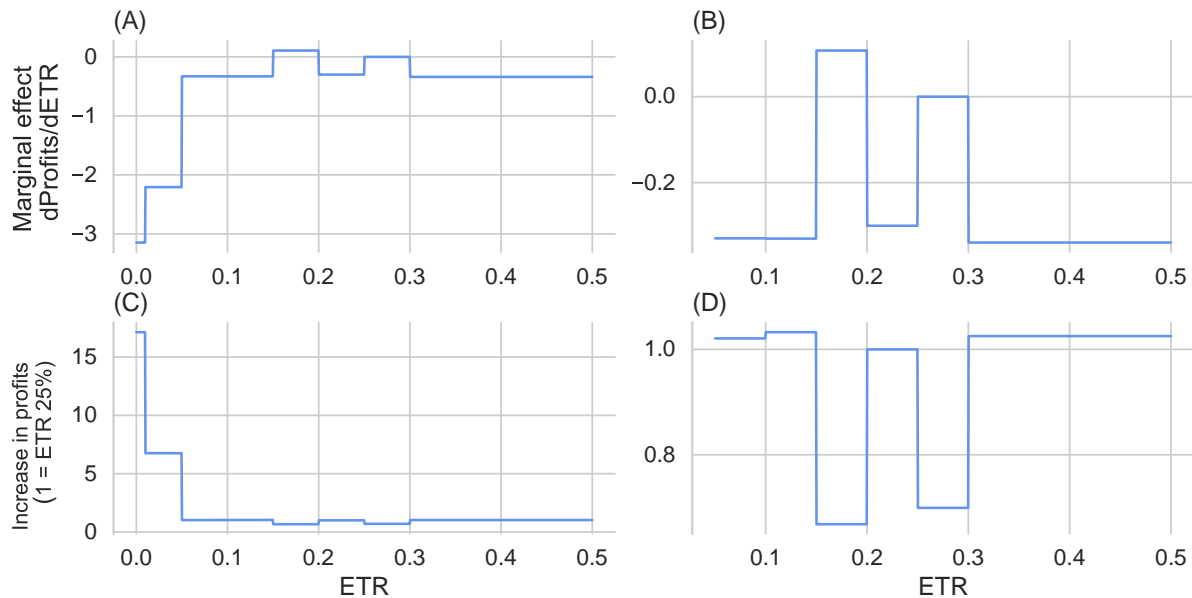 (A)
(B)
Marginal effect
dProfits/dETR
0
−1
−2
−3
0.0
−0.2
0.0 0.1 0.2 0.3 0.4 0.5
0.1 0.2 0.3 0.4 0.5
(C)
(D)
Increase in profits
(1 = ETR 25%)
15
10
5
0
1.0
0.8
0.0 0.1 0.2 0.3 0.4 0.5
0.1 0.2 0.3 0.4 0.5
ETR
ETR